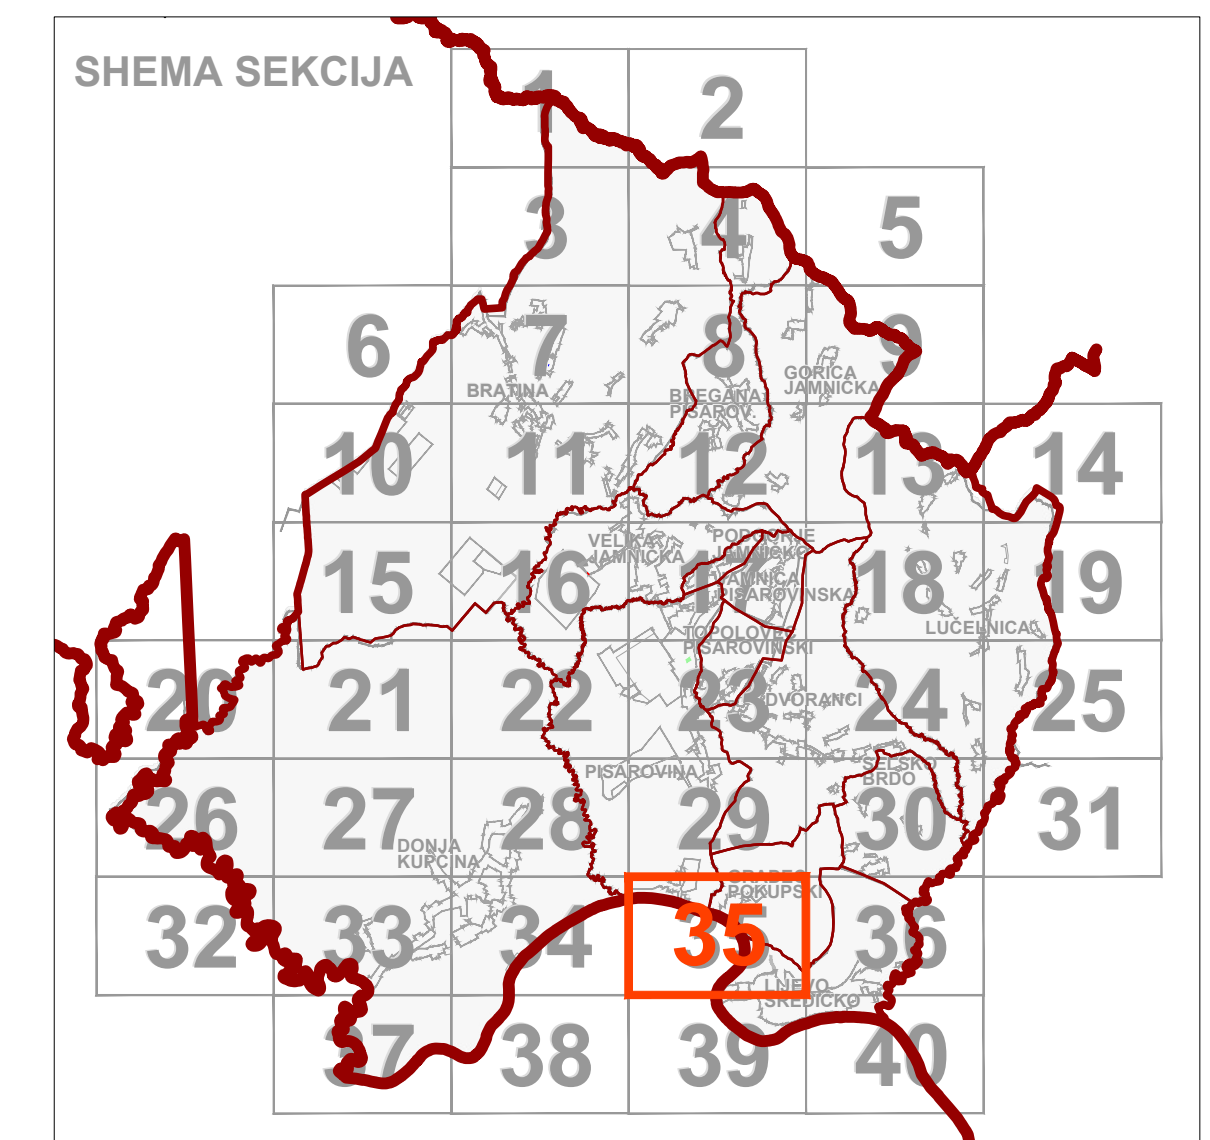 SHEMA SEKCIJA
1
2
3
4
5
6
7
8
9
BRATINA
BREGANA
PISAROV.
GORICA
JAMNIČKA
10
11
12
13
14
VELIKA
JAMNIČKA
PODGORJE
JAMNIČKO
15
16
17
18
19
JAMNICA
PISAROVINSKA
TOPOLOVEC
PISAROVINSKI
LUČELNICA
20
21
22
23
24
25
DVORANCI
PISAROVINA
SELSKO
BRDO
26
27
28
29
30
31
DONJA
KUPČINA
GRADEC
POKUPSKI
32
33
34
35
36
LIJEVO
SREDIČKO
37
38
39
40